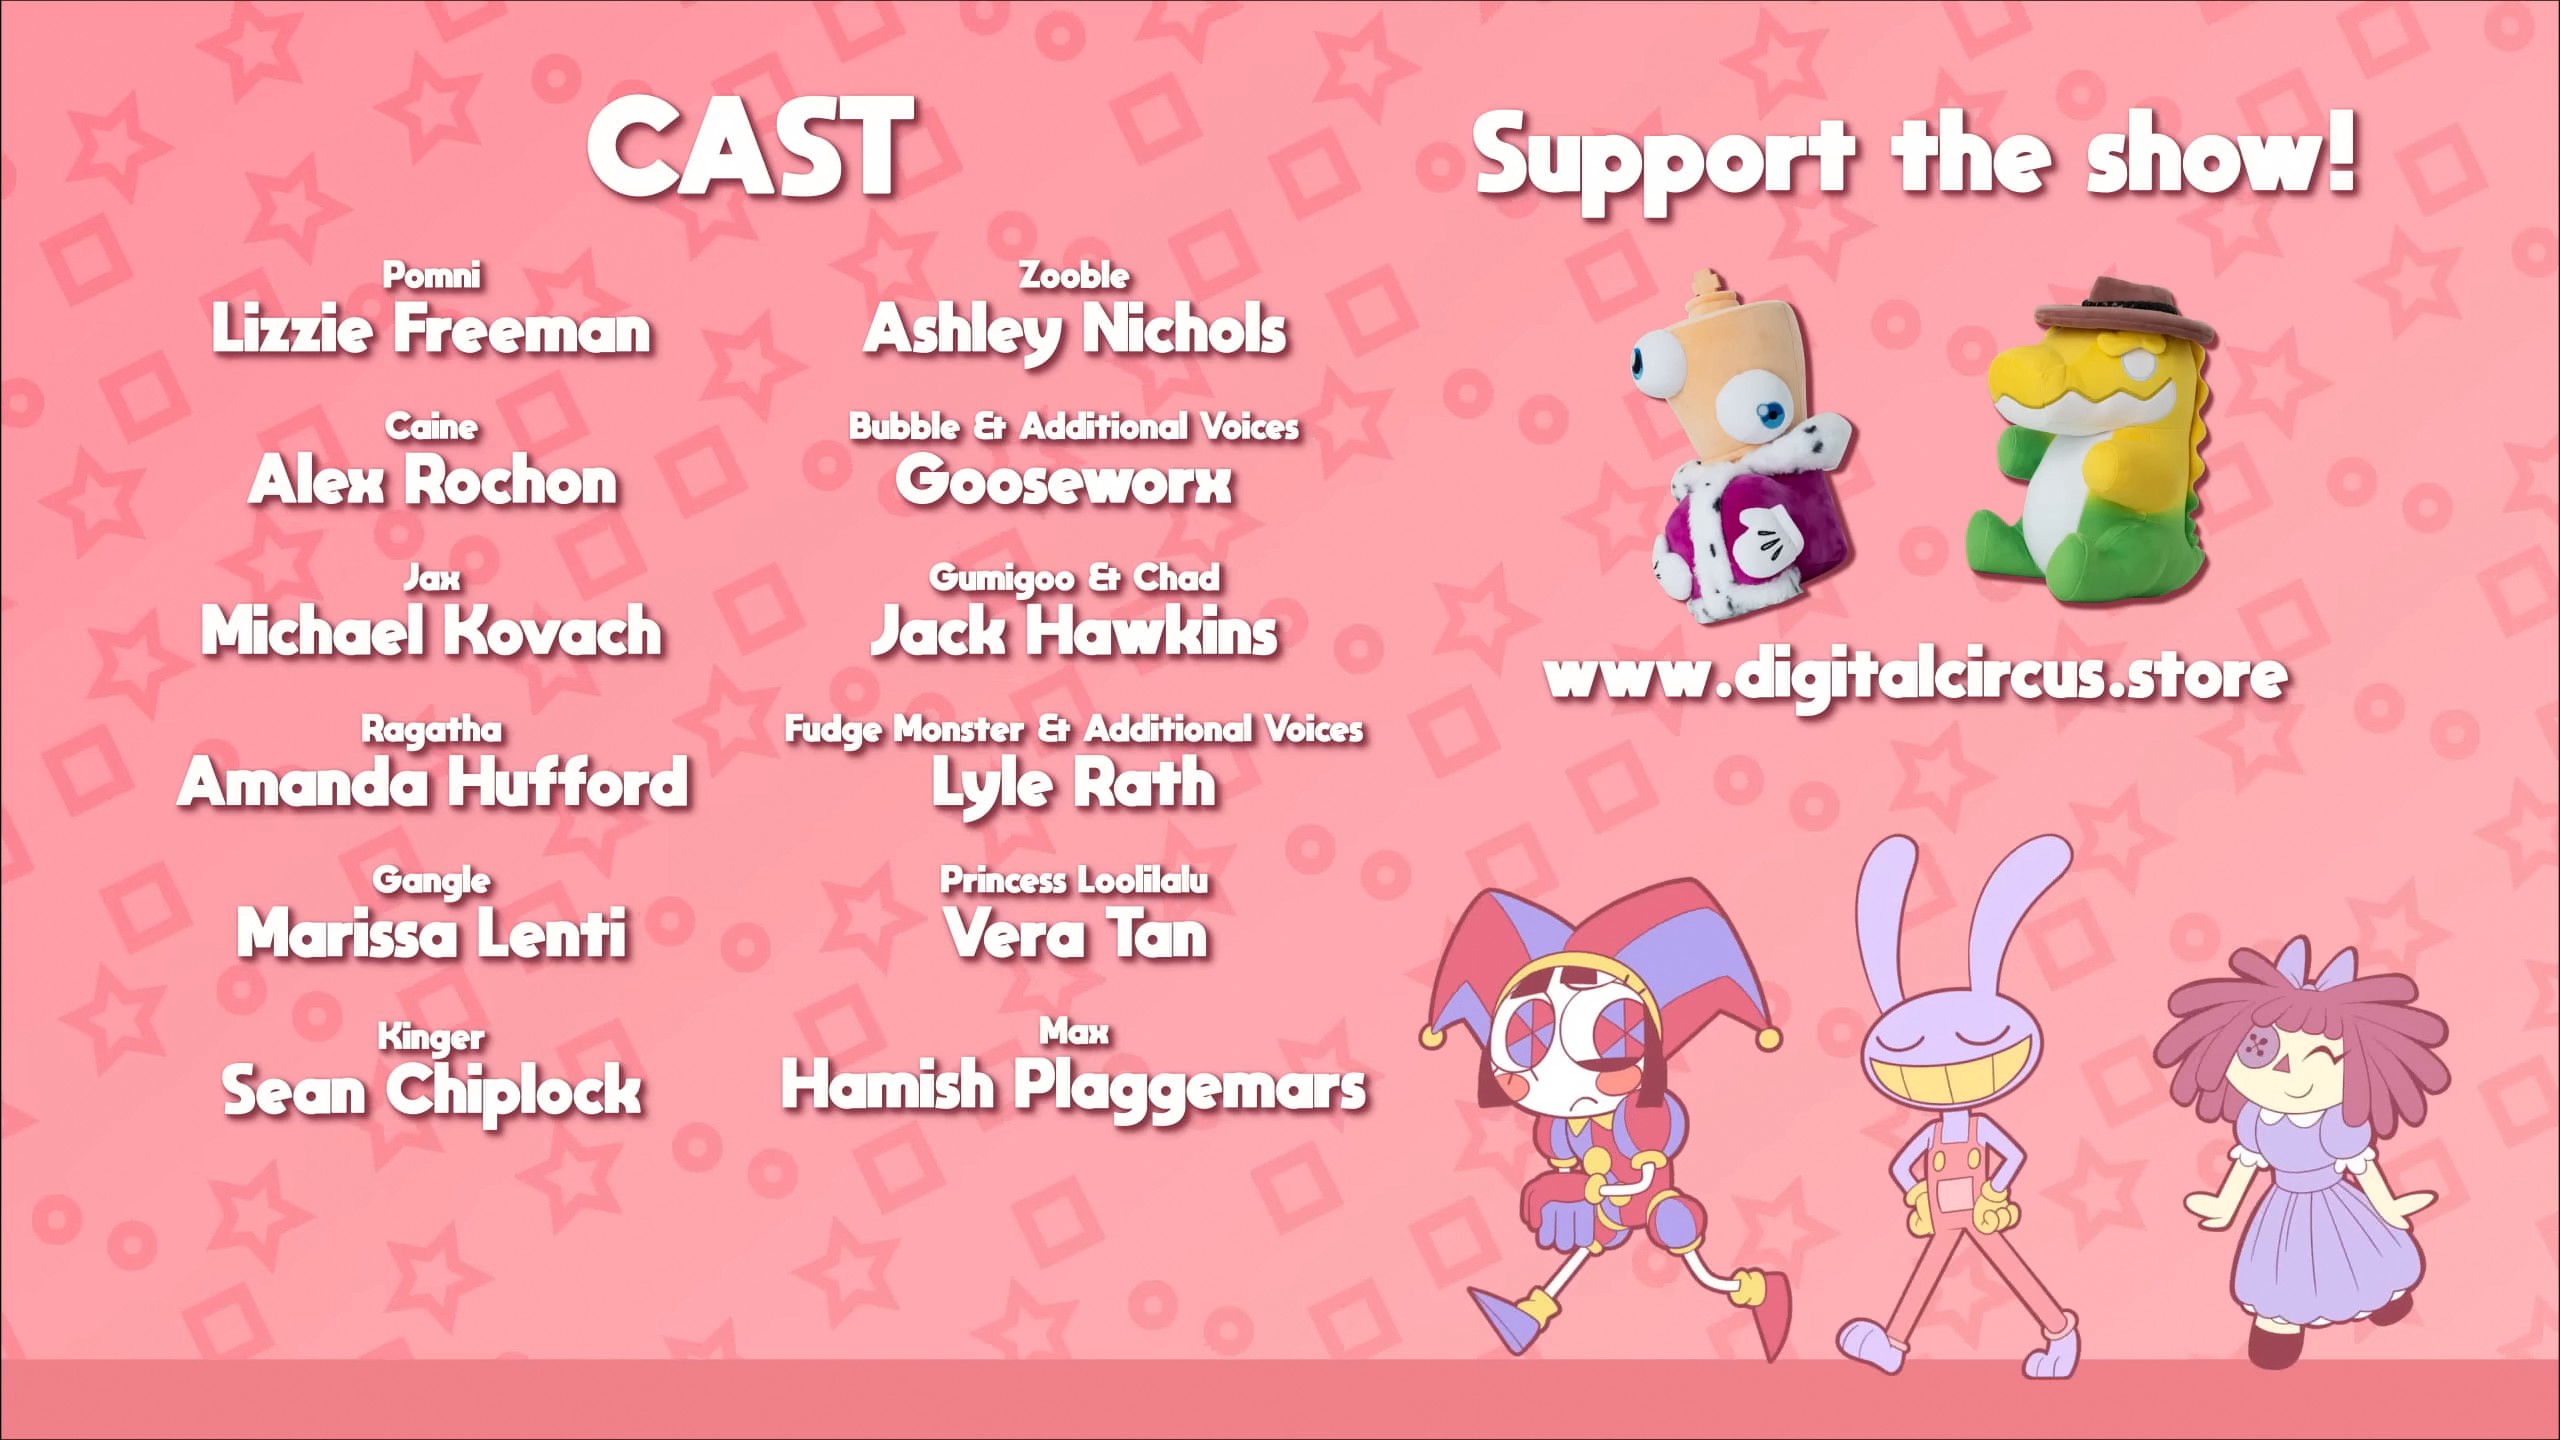 CAST
Pomni
Lizzie Freeman
Caine
Alex Rochon
Jax
Michael Kovach
Ragatha
Amanda Hufford
Gangle
Marissa Lenti
Kinger
Sean Chiplock
Zooble
Ashley Nichols
Bubble & Additional Voices
Gooseworx
Gumigoo & Chad
Jack Hawkins
Fudge Monster & Additional Voices
Lyle Rath
Princess Loolilalu
Vera Tan
Max
Hamish Plaggemars
Support the show!
www.digitalcircus.store